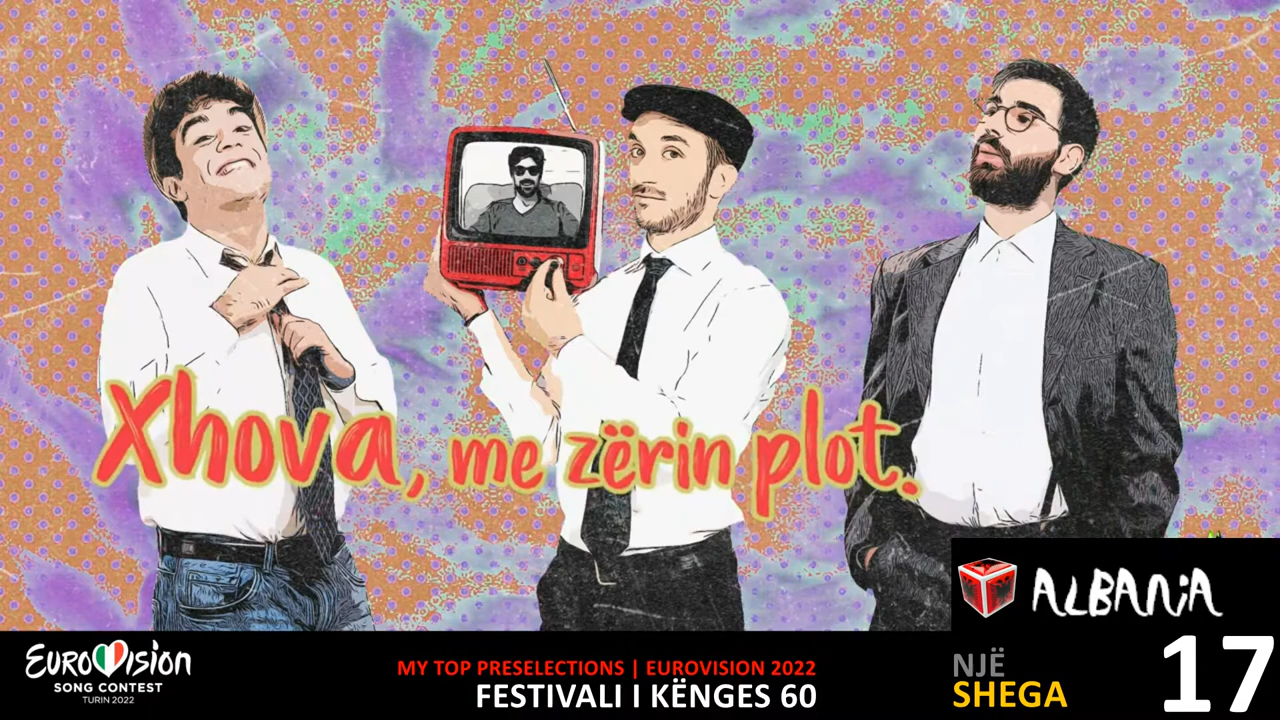 Xhova, me zërin plot.
ALBANiA
EUROVISION
SONG CONTEST
TURIN 2022
MY TOP PRESELECTIONS | EUROVISION 2022
FESTIVALI I KËNGES 60
NJË
SHEGA
17